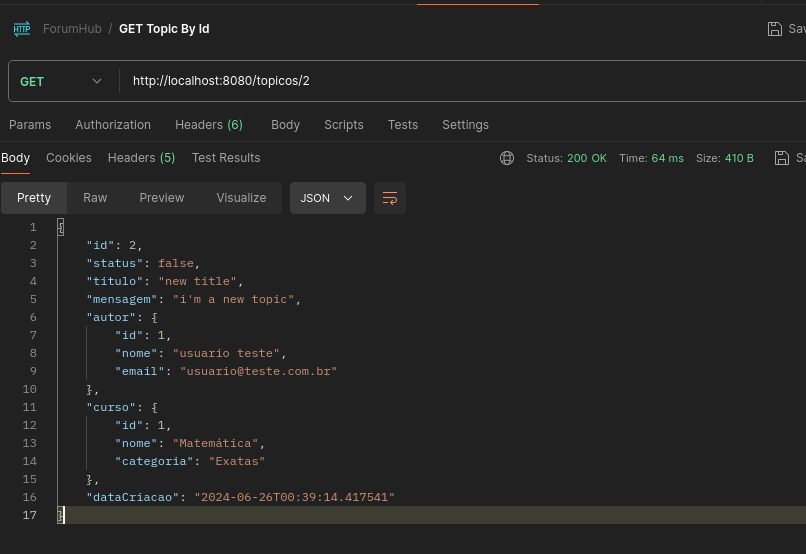 HTTP ForumHub / GET Topic By Id
GET http://localhost:8080/topicos/2
Params Authorization Headers (6) Body Scripts Tests Settings
Body Cookies Headers (5) Test Results Status: 200 OK Time: 64 ms Size: 410 B
Pretty Raw Preview Visualize JSON
1 {
2 "id": 2,
3 "status": false,
4 "titulo": "new title",
5 "mensagem": "i'm a new topic",
6 "autor": {
7 "id": 1,
8 "nome": "usuario teste",
9 "email": "usuario@teste.com.br"
10 },
11 "curso": {
12 "id": 1,
13 "nome": "Matemática",
14 "categoria": "Exatas"
15 },
16 "dataCriacao": "2024-06-26T00:39:14.417541"
17 }